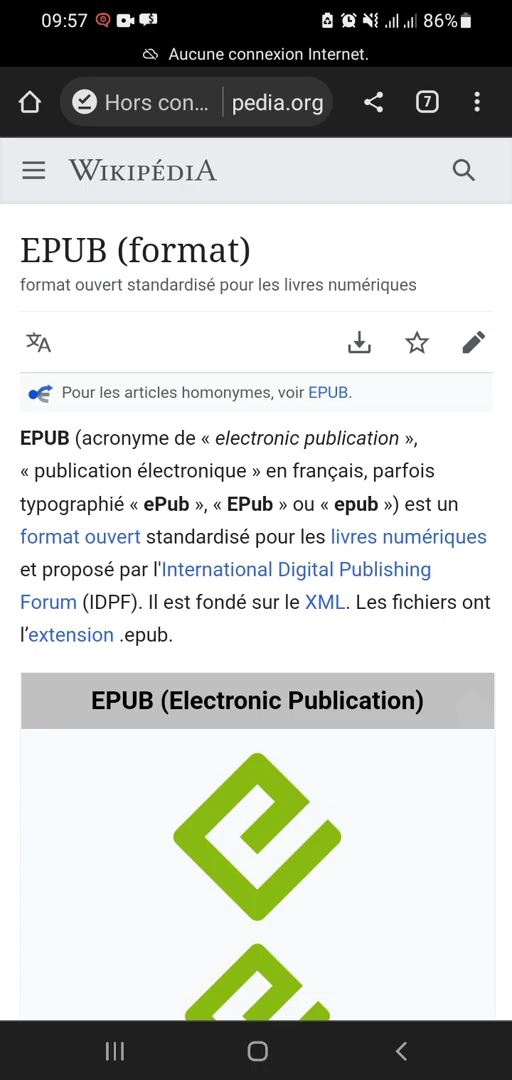 09:57
86%
Aucune connexion Internet.
Hors con... pedia.org
7
WIKIPÉDIA
EPUB (format)
format ouvert standardisé pour les livres numériques
Pour les articles homonymes, voir EPUB.
EPUB (acronyme de « electronic publication »,
« publication électronique » en français, parfois
typographié « ePub », « EPub » ou « epub ») est un
format ouvert standardisé pour les livres numériques
et proposé par l'International Digital Publishing
Forum (IDPF). Il est fondé sur le XML. Les fichiers ont
l’extension .epub.
EPUB (Electronic Publication)